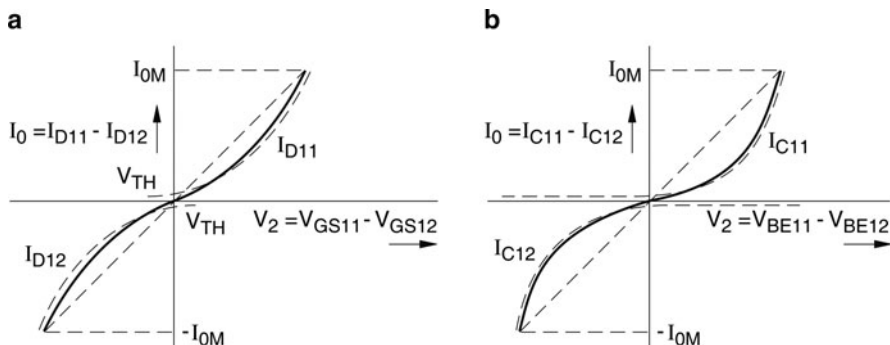 a
I0M
I0 =ID11 - ID12
ID11
VTH
VTH
V2 =VGS11 - VGS12
ID12
-I0M
b
I0M
I0 =IC11 - IC12
IC11
V2 =VBE11 - VBE12
IC12
-I0M